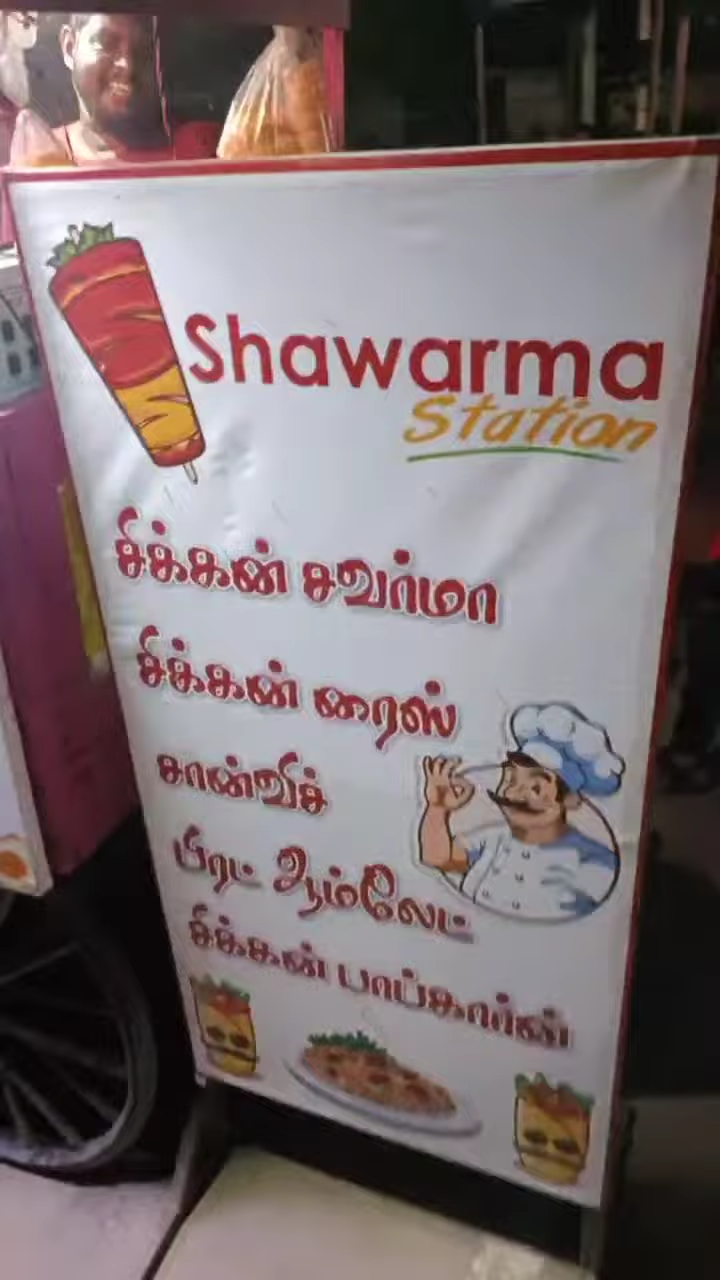 Shawarma
Station
சிக்கன் சவர்மா
சிக்கன் ரைஸ்
சான்விச்
பிரட் ஆம்லேட்
சிக்கன் பாப்கார்ன்